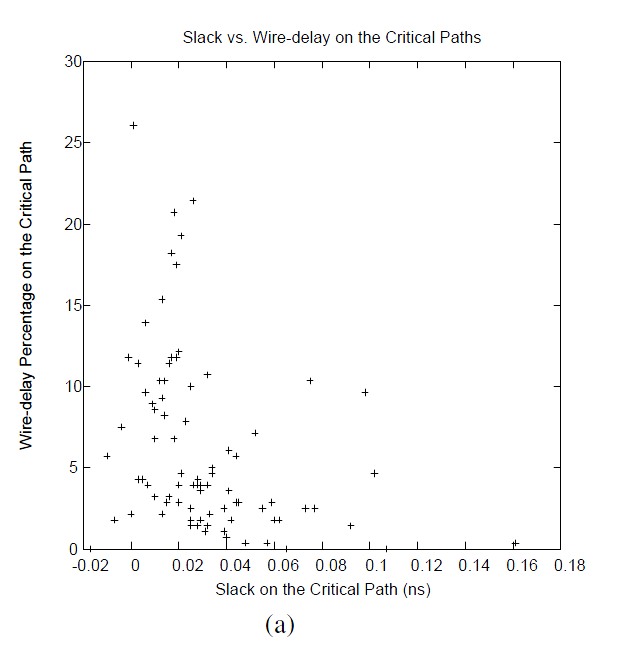 Slack vs. Wire-delay on the Critical Paths
30
25
20
15
10
5
0
Wire-delay Percentage on the Critical Path
-0.02 0 0.02 0.04 0.06 0.08 0.1 0.12 0.14 0.16 0.18
Slack on the Critical Path (ns)
(a)